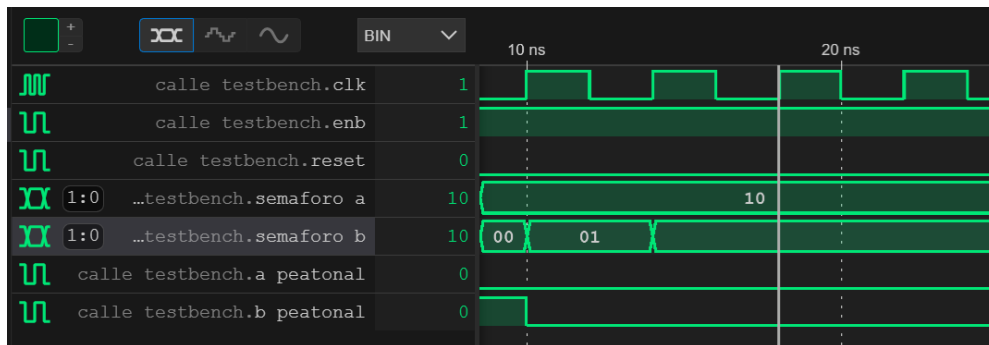 +
-
BIN
10 ns
20 ns
calle testbench.clk 1
calle testbench.enb 1
calle testbench.reset 0
1:0 …testbench.semaforo a 10 10
1:0 …testbench.semaforo b 10 00 01
calle testbench.a peatonal 0
calle testbench.b peatonal 0